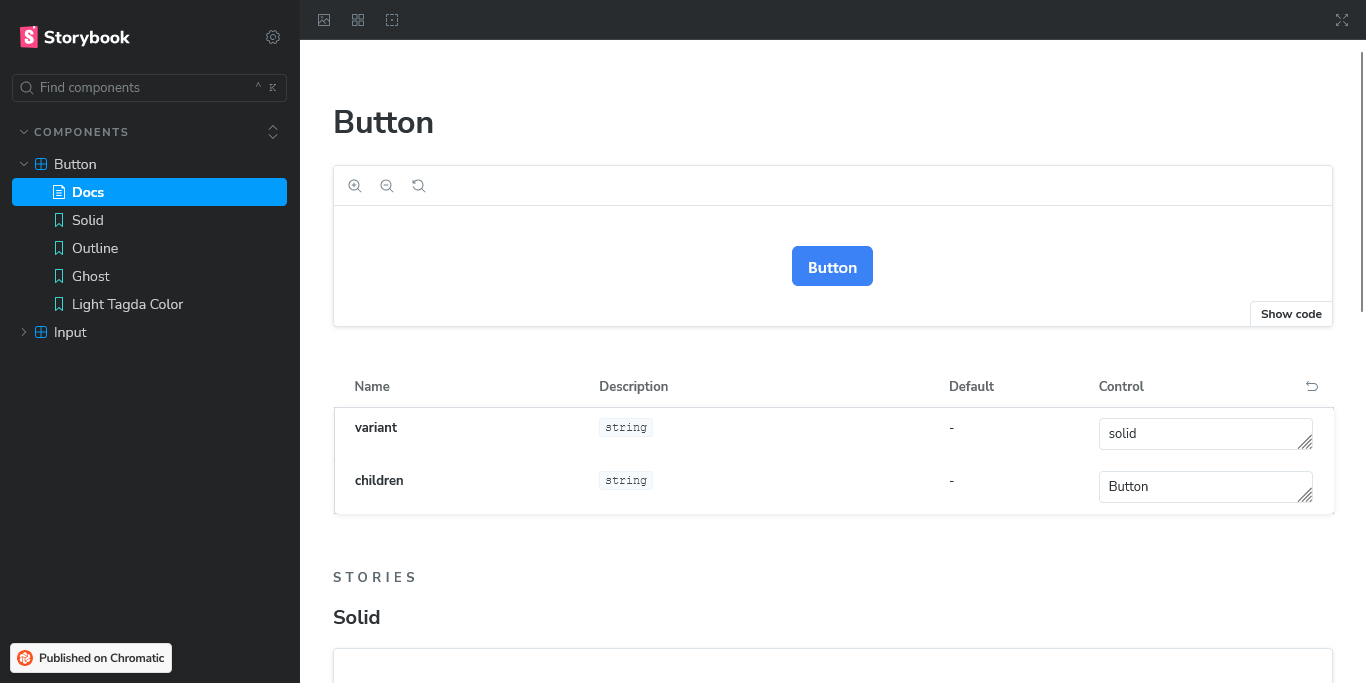 Storybook
Find components
^ K
COMPONENTS
Button
Docs
Solid
Outline
Ghost
Light Tagda Color
Input
Published on Chromatic
Button
Button
Show code
Name Description Default Control
variant string - solid
children string - Button
STORIES
Solid